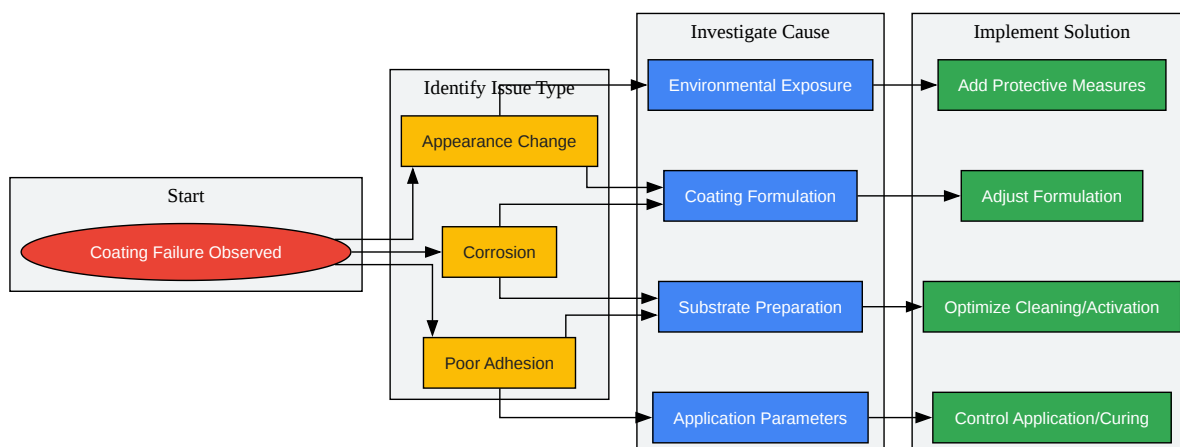 Start
Coating Failure Observed
Identify Issue Type
Appearance Change
Corrosion
Poor Adhesion
Investigate Cause
Environmental Exposure
Coating Formulation
Substrate Preparation
Application Parameters
Implement Solution
Add Protective Measures
Adjust Formulation
Optimize Cleaning/Activation
Control Application/Curing